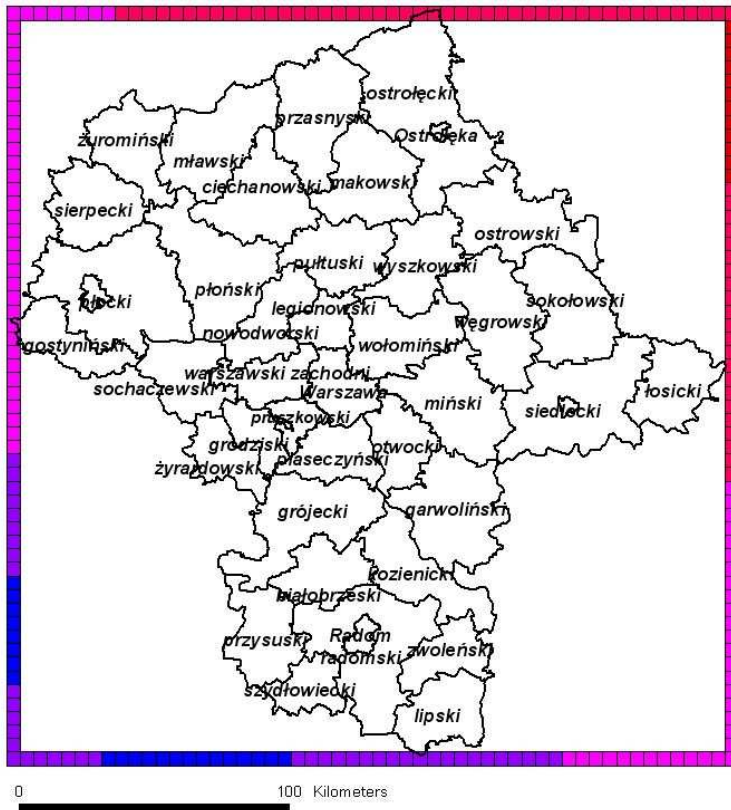 ostrołęcki
przasnyski
Ostrołęka
żuromiński
mławski
ciechanowski
makowski
sierpecki
ostrowski
pułtuski
wyszkowski
płoński
płocki
sokołowski
legionowski
węgrowski
nowodworski
wołomiński
gostyniński
warszawski zachodni
sochaczewski
Warszawa
łosicki
miński
siedlecki
pruszkowski
grodziski
otwocki
piaseczyński
żyrardowski
grójecki
garwoliński
kozienicki
białobrzeski
przysuski
Radom
zwoleński
radomski
szydłowiecki
lipski
0 100 Kilometers